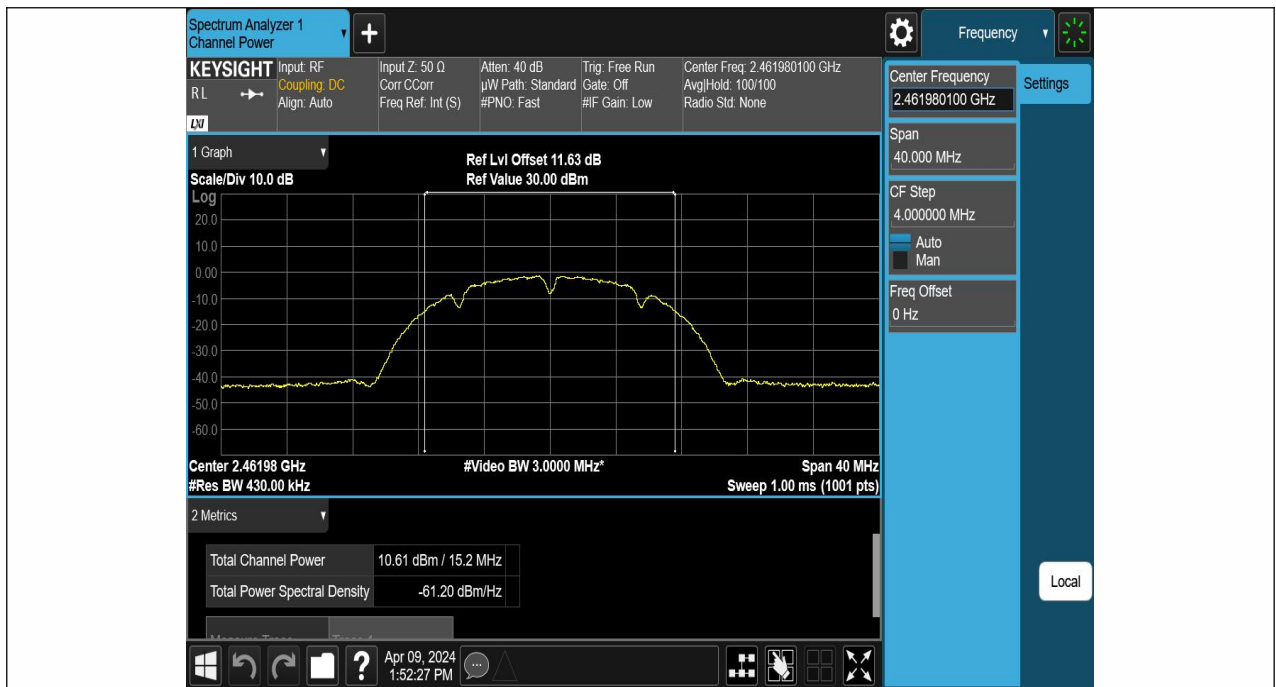 Spectrum Analyzer 1
Channel Power
+
Frequency
KEYSIGHT
R L
LXI
Input: RF
Coupling: DC
Align: Auto
Input Z: 50 Ω
Corr CCorr
Freq Ref: Int (S)
Atten: 40 dB
µW Path: Standard
#PNO: Fast
Trig: Free Run
Gate: Off
#IF Gain: Low
Center Freq: 2.461980100 GHz
Avg|Hold: 100/100
Radio Std: None
Center Frequency
2.461980100 GHz
Settings
Span
40.000 MHz
CF Step
4.000000 MHz
Auto
Man
Freq Offset
0 Hz
Local
1 Graph
Scale/Div 10.0 dB
Ref Lvl Offset 11.63 dB
Ref Value 30.00 dBm
Log
20.0
10.0
0.00
-10.0
-20.0
-30.0
-40.0
-50.0
-60.0
Center 2.46198 GHz
#Res BW 430.00 kHz
#Video BW 3.0000 MHz*
Span 40 MHz
Sweep 1.00 ms (1001 pts)
2 Metrics
Total Channel Power 10.61 dBm / 15.2 MHz
Total Power Spectral Density -61.20 dBm/Hz
?
Apr 09, 2024
1:52:27 PM